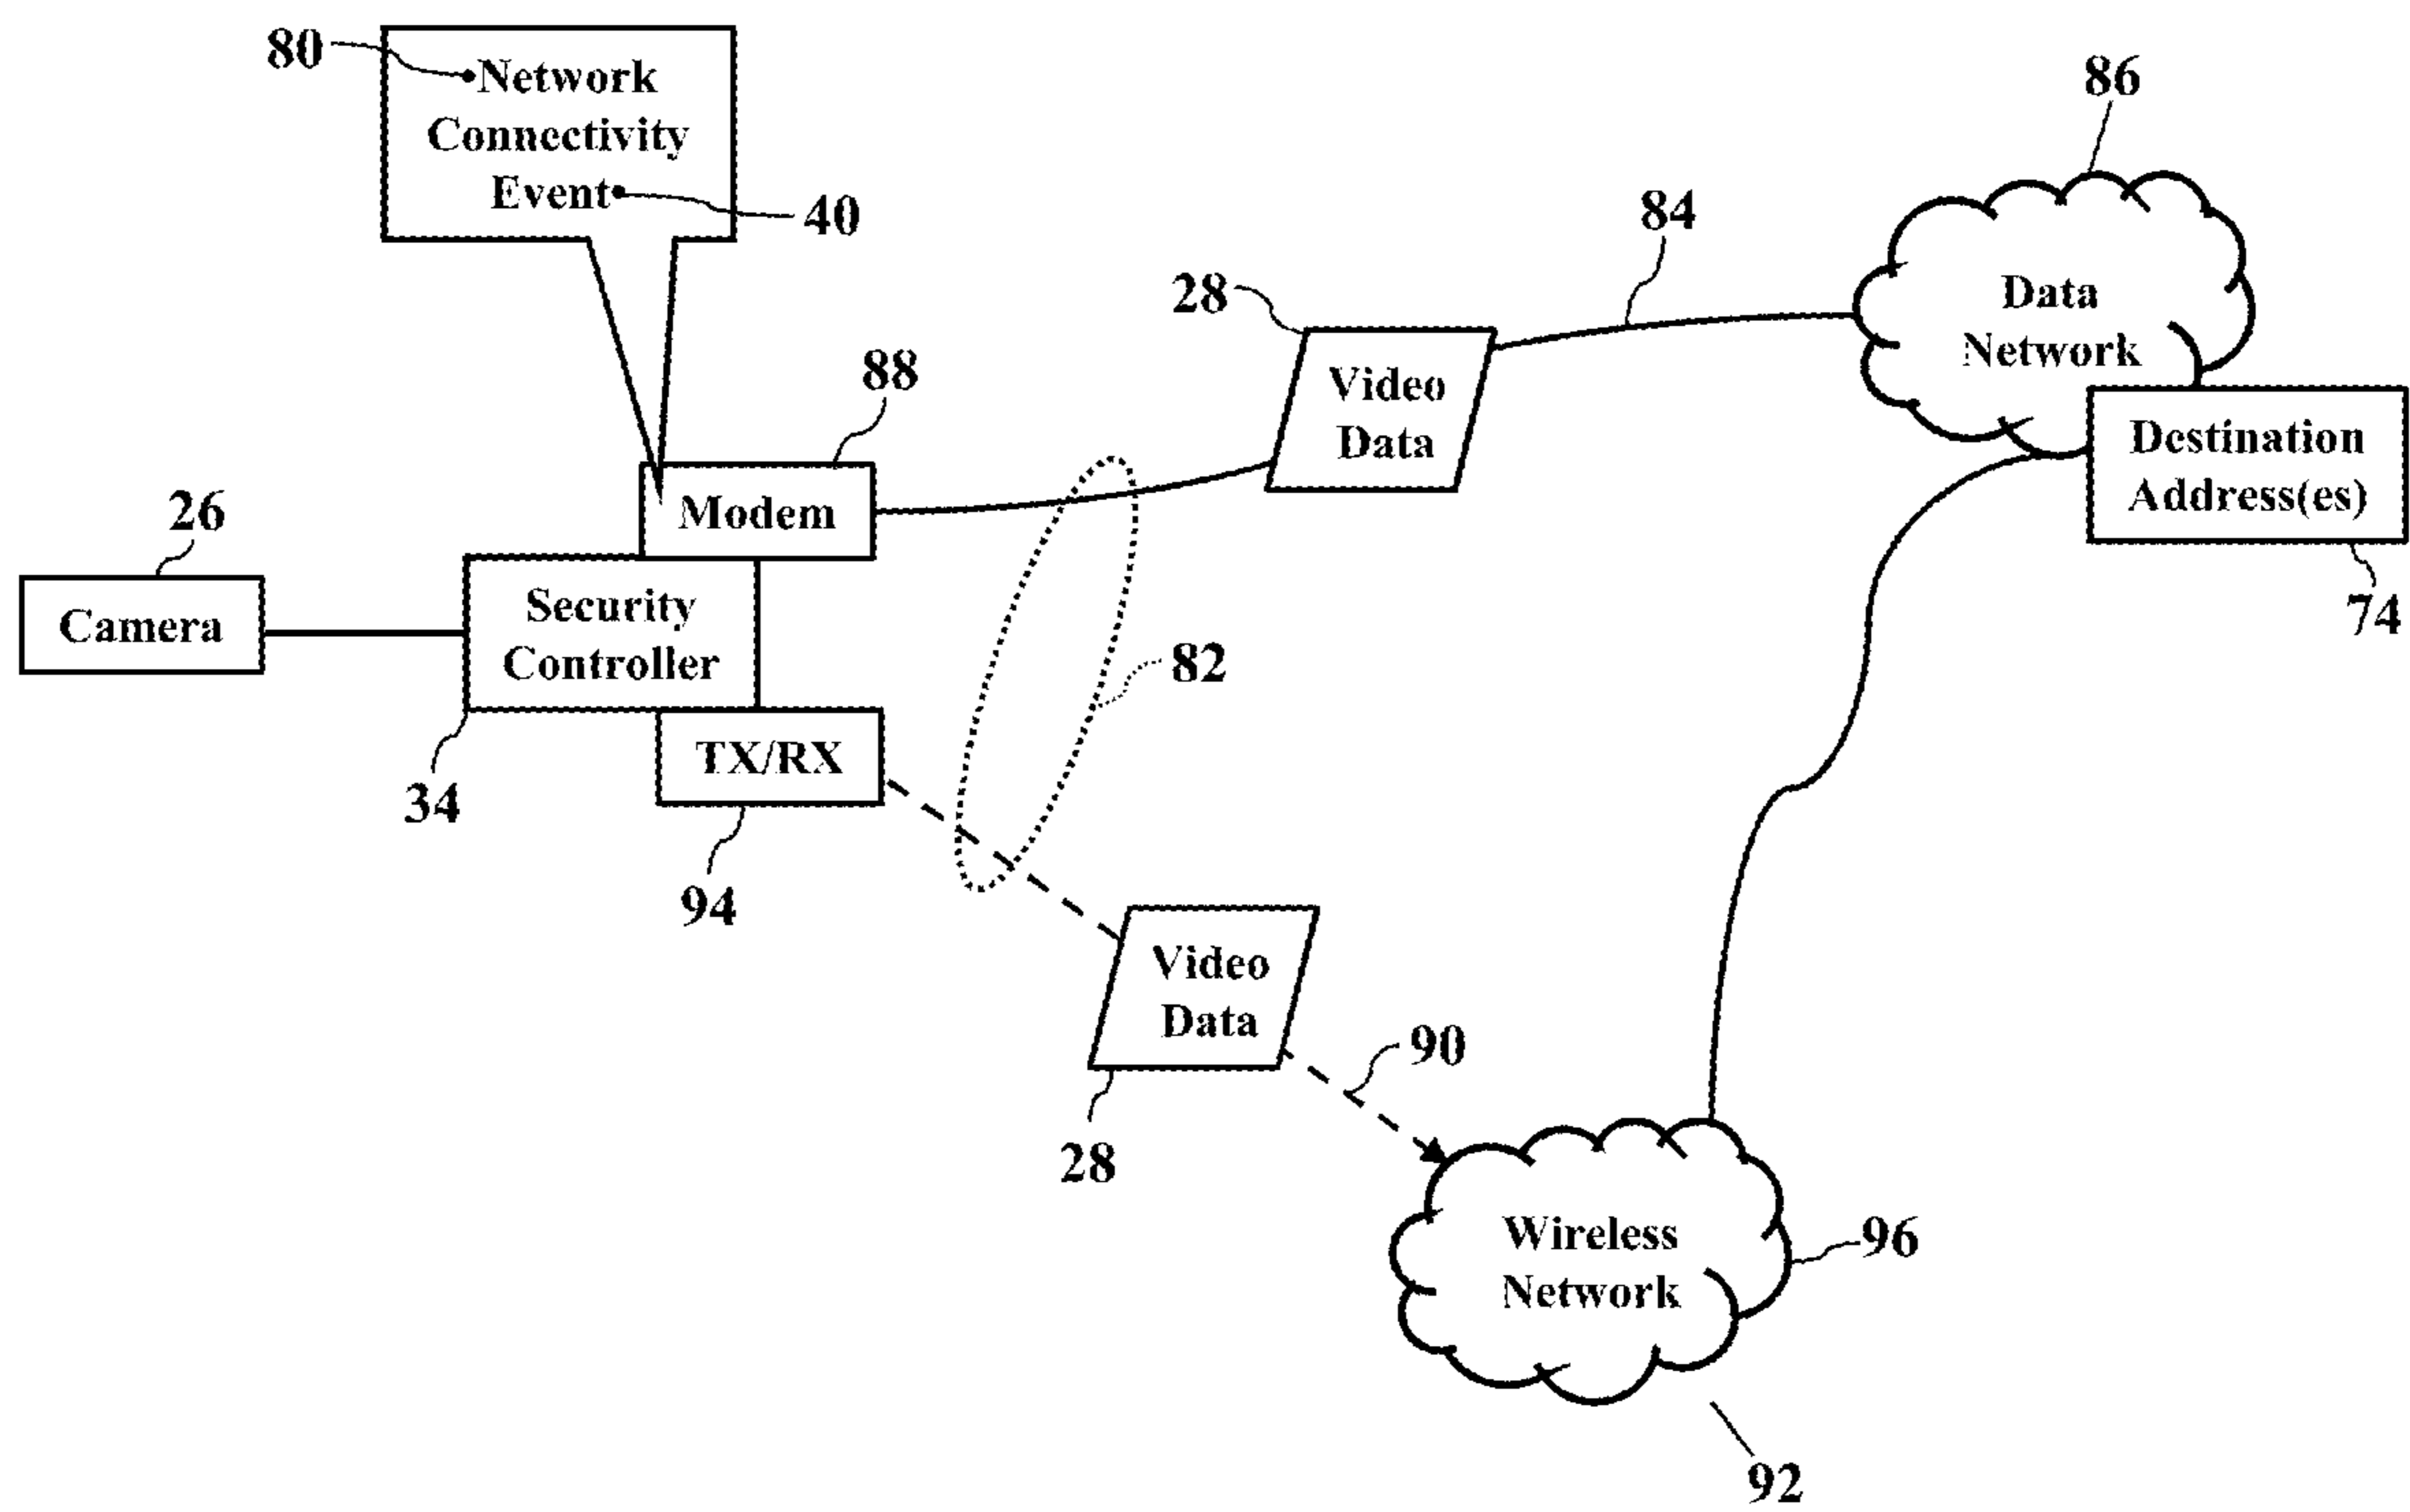 80
Network
Connectivity
Event
40
86
84
28
Data
Network
Video
Data
88
Destination
Address(es)
26
Modem
74
Camera
Security
Controller
82
TX/RX
34
94
Video
Data
90
28
Wireless
Network
96
92